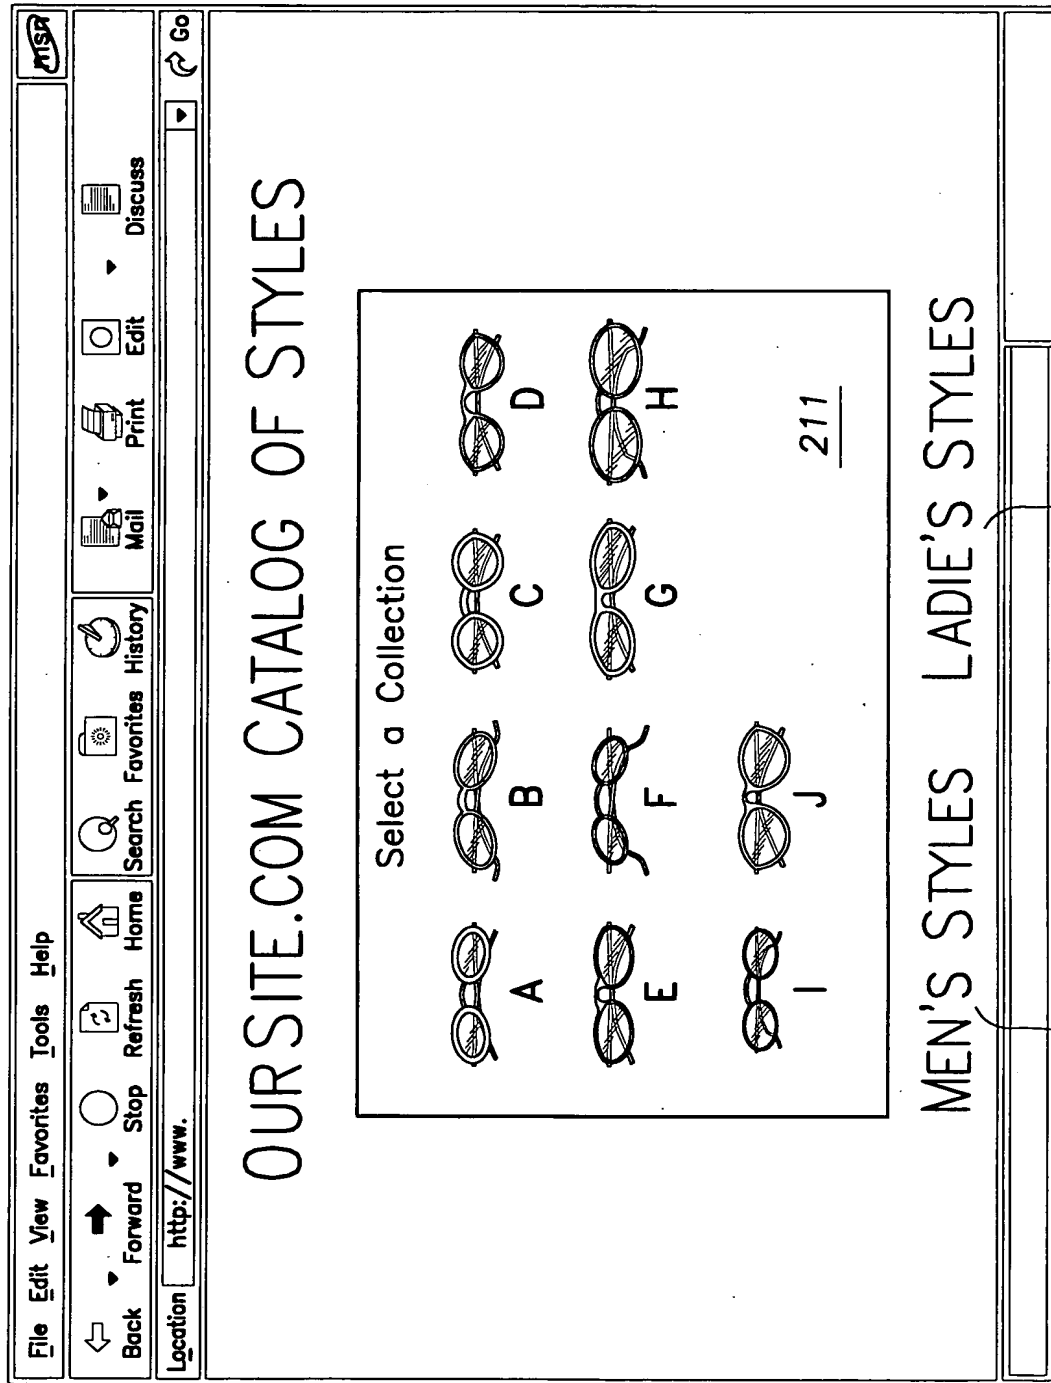 File Edit View Favorites Tools Help
msn
Back Forward Stop Refresh Home Search Favorites History Mail Print Edit Discuss
Location http://www. Go
OURSITE.COM CATALOG OF STYLES
Select a Collection
A B C D
E F G H
I J
211
MEN'S STYLES LADIE'S STYLES